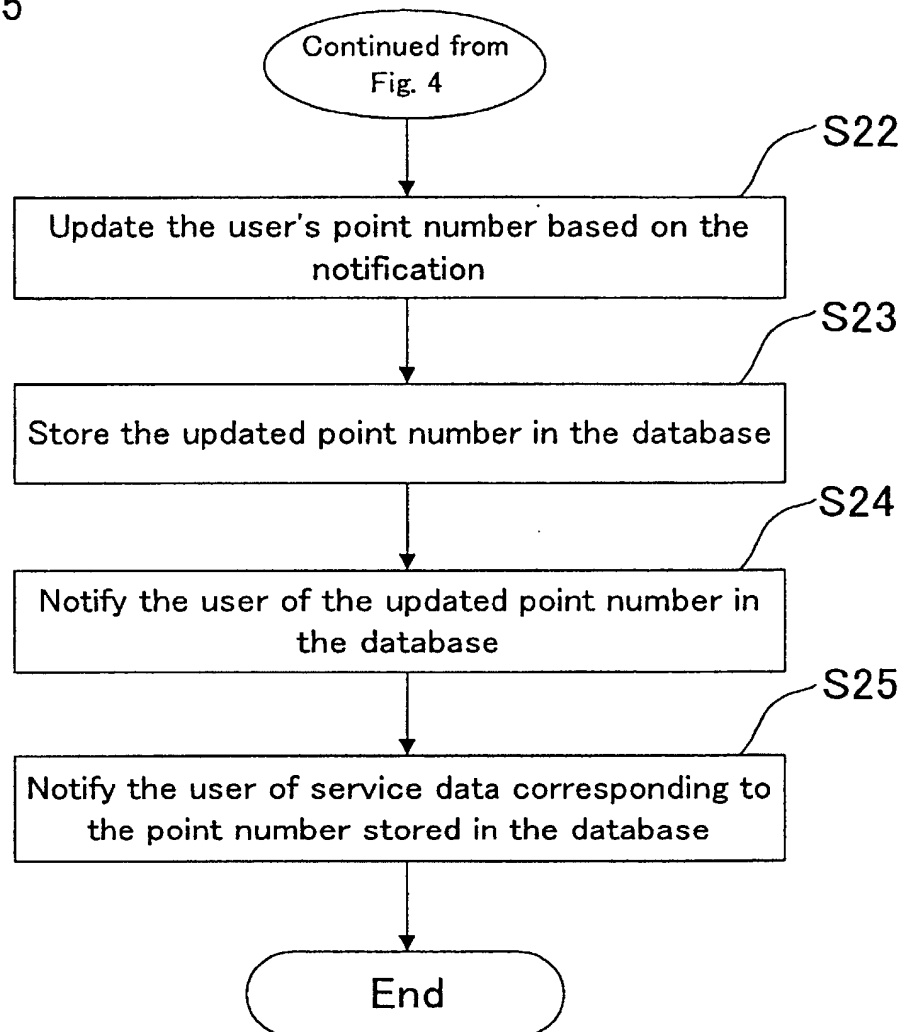 5
Continued from
Fig. 4
S22
Update the user's point number based on the
notification
S23
Store the updated point number in the database
S24
Notify the user of the updated point number in
the database
S25
Notify the user of service data corresponding to
the point number stored in the database
End